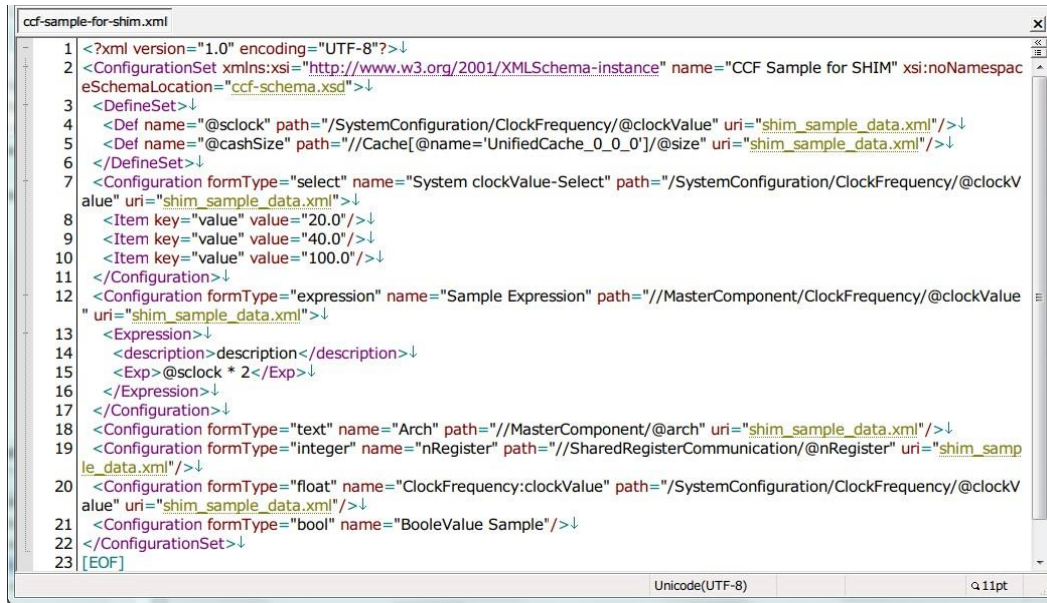 ccf-sample-for-shim.xml
1 <?xml version="1.0" encoding="UTF-8"?>↓
2 <ConfigurationSet xmlns:xsi="http://www.w3.org/2001/XMLSchema-instance" name="CCF Sample for SHIM" xsi:noNamespac
eSchemaLocation="ccf-schema.xsd">↓
3 <DefineSet>↓
4 <Def name="@sclock" path="/SystemConfiguration/ClockFrequency/@clockValue" uri="shim_sample_data.xml"/>↓
5 <Def name="@cashSize" path="//Cache[@name='UnifiedCache_0_0_0']/@size" uri="shim_sample_data.xml"/>↓
6 </DefineSet>↓
7 <Configuration formType="select" name="System clockValue-Select" path="/SystemConfiguration/ClockFrequency/@clockV
alue" uri="shim_sample_data.xml">↓
8 <Item key="value" value="20.0"/>↓
9 <Item key="value" value="40.0"/>↓
10 <Item key="value" value="100.0"/>↓
11 </Configuration>↓
12 <Configuration formType="expression" name="Sample Expression" path="//MasterComponent/ClockFrequency/@clockValue
" uri="shim_sample_data.xml">↓
13 <Expression>↓
14 <description>description</description>↓
15 <Exp>@sclock * 2</Exp>↓
16 </Expression>↓
17 </Configuration>↓
18 <Configuration formType="text" name="Arch" path="//MasterComponent/@arch" uri="shim_sample_data.xml"/>↓
19 <Configuration formType="integer" name="nRegister" path="//SharedRegisterCommunication/@nRegister" uri="shim_samp
le_data.xml"/>↓
20 <Configuration formType="float" name="ClockFrequency:clockValue" path="/SystemConfiguration/ClockFrequency/@clockV
alue" uri="shim_sample_data.xml"/>↓
21 <Configuration formType="bool" name="BooleValue Sample"/>↓
22 </ConfigurationSet>↓
23 [EOF]
Unicode(UTF-8) 11pt